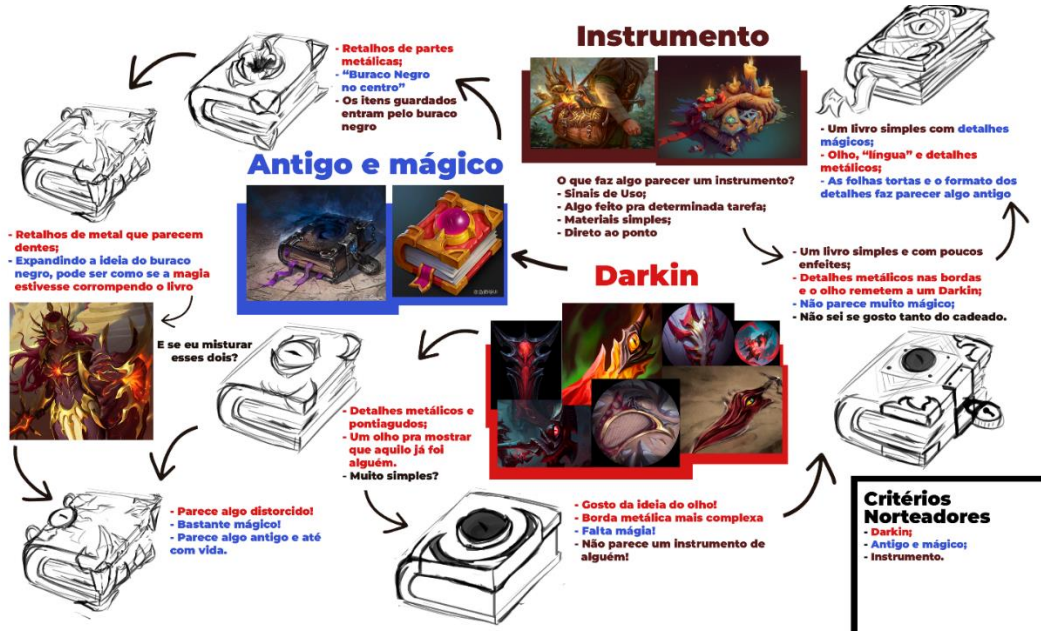 Instrumento
- Retalhos de partes
metálicas;
- “Buraco Negro
no centro”
- Os itens guardados
entram pelo buraco
negro
Antigo e mágico
O que faz algo parecer um instrumento?
- Sinais de Uso;
- Algo feito pra determinada tarefa;
- Materiais simples;
- Direto ao ponto
- Um livro simples com detalhes
mágicos;
- Olho, “língua” e detalhes
metálicos;
- As folhas tortas e o formato dos
detalhes faz parecer algo antigo
- Retalhos de metal que parecem
dentes;
- Expandindo a ideia do buraco
negro, pode ser como se a magia
estivesse corrompendo o livro
Darkin
- Um livro simples e com poucos
enfeites;
- Detalhes metálicos nas bordas
e o olho remetem a um Darkin;
- Não parece muito mágico;
- Não sei se gosto tanto do cadeado.
E se eu misturar
esses dois?
- Detalhes metálicos e
pontiagudos;
- Um olho pra mostrar
que aquilo já foi
alguém.
- Muito simples?
- Parece algo distorcido!
- Bastante mágico!
- Parece algo antigo e até
com vida.
- Gosto da ideia do olho!
- Borda metálica mais complexa
- Falta mágia!
- Não parece um instrumento de
alguém!
Critérios
Norteadores
- Darkin;
- Antigo e mágico;
- Instrumento.